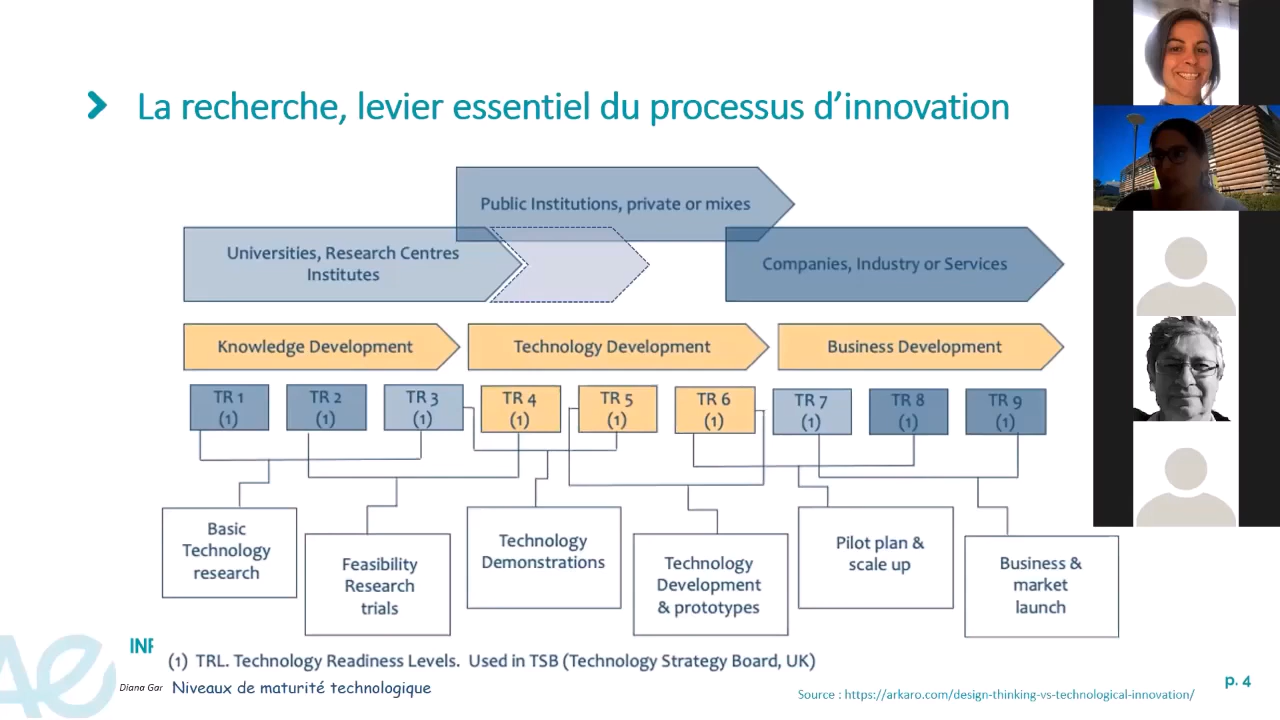 La recherche, levier essentiel du processus d’innovation
Public Institutions, private or mixes
Universities, Research Centres
Institutes
Companies, Industry or Services
Knowledge Development
Technology Development
Business Development
TR 1
(1)
TR 2
(1)
TR 3
(1)
TR 4
(1)
TR 5
(1)
TR 6
(1)
TR 7
(1)
TR 8
(1)
TR 9
(1)
Basic
Technology
research
Feasibility
Research
trials
Technology
Demonstrations
Technology
Development
& prototypes
Pilot plan &
scale up
Business &
market
launch
(1) TRL. Technology Readiness Levels. Used in TSB (Technology Strategy Board, UK)
Diana Gar
Niveaux de maturité technologique
Source : https://arkaro.com/design-thinking-vs-technological-innovation/
p. 4